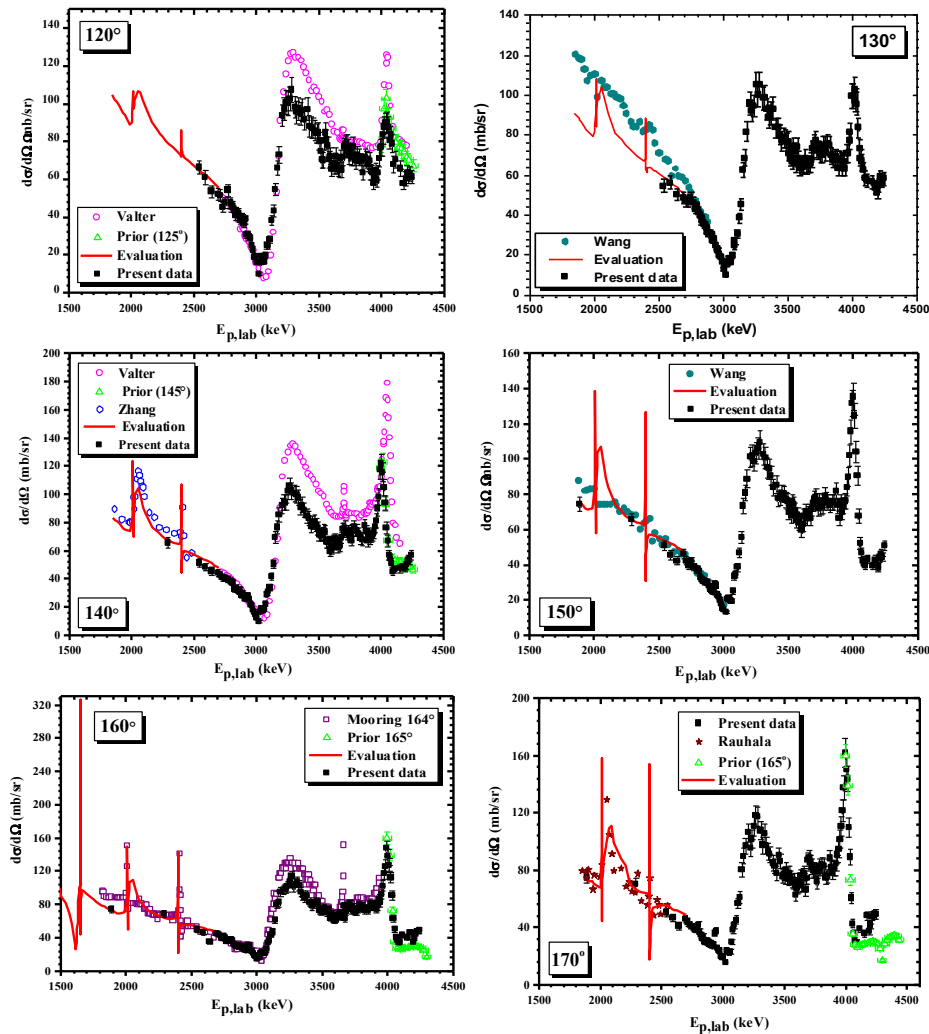 140
120
100
80
60
40
20
0
dσ/dΩ Ωmb/sr)
120°
Valter
Prior (125°)
Evaluation
Present data
1500 2000 2500 3000 3500 4000 4500
E_p,lab (keV)
140
120
100
80
60
40
20
0
dσ/dΩ (mb/sr)
130°
Wang
Evaluation
Present data
1500 2000 2500 3000 3500 4000 4500
E_p,lab (keV)
200
180
160
140
120
100
80
60
40
20
0
dσ/dΩ (mb/sr)
Valter
Prior (145°)
Zhang
Evaluation
Present data
140°
1500 2000 2500 3000 3500 4000 4500
E_p,lab (keV)
160
140
120
100
80
60
40
20
0
dσ/dΩ Ωmb/sr)
Wang
Evaluation
Present data
150°
1500 2000 2500 3000 3500 4000 4500
E_p,lab (keV)
320
280
240
200
160
120
80
40
0
dσ/dΩ (mb/sr)
160°
Mooring 164°
Prior 165°
Evaluation
Present data
1500 2000 2500 3000 3500 4000 4500
E_p,lab (keV)
200
160
120
80
40
0
dσ/dΩ (mb/sr)
Present data
Rauhala
Prior (165°)
Evaluation
170°
1500 2000 2500 3000 3500 4000 4500
E_p,lab (keV)